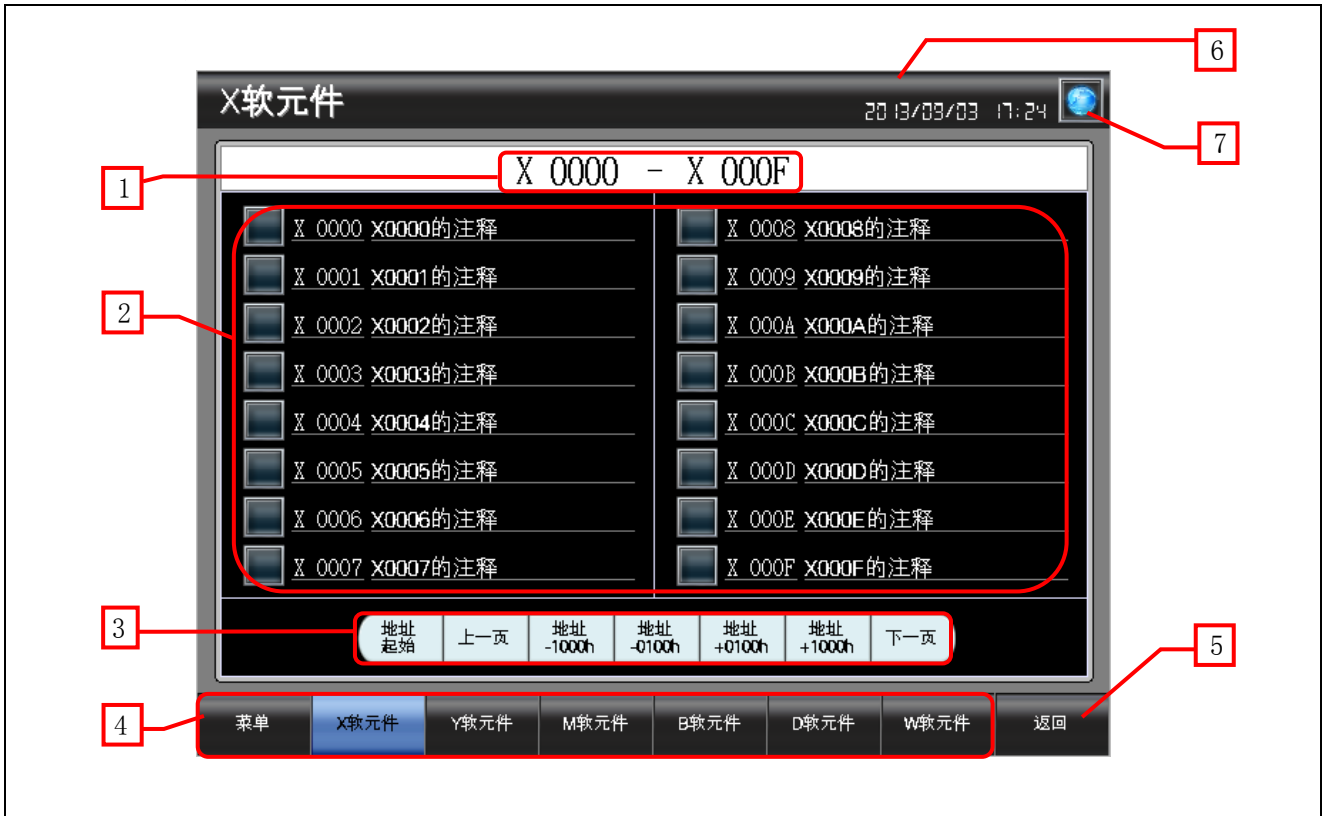 6
X软元件
2013/09/03 17:24
7
1
X 0000 - X 000F
2
X 0000 X0000的注释
X 0001 X0001的注释
X 0002 X0002的注释
X 0003 X0003的注释
X 0004 X0004的注释
X 0005 X0005的注释
X 0006 X0006的注释
X 0007 X0007的注释
X 0008 X0008的注释
X 0009 X0009的注释
X 000A X000A的注释
X 000B X000B的注释
X 000C X000C的注释
X 000D X000D的注释
X 000E X000E的注释
X 000F X000F的注释
3
地址
起始
上一页
地址
-1000h
地址
-0100h
地址
+0100h
地址
+1000h
下一页
5
4
菜单
X软元件
Y软元件
M软元件
B软元件
D软元件
W软元件
返回